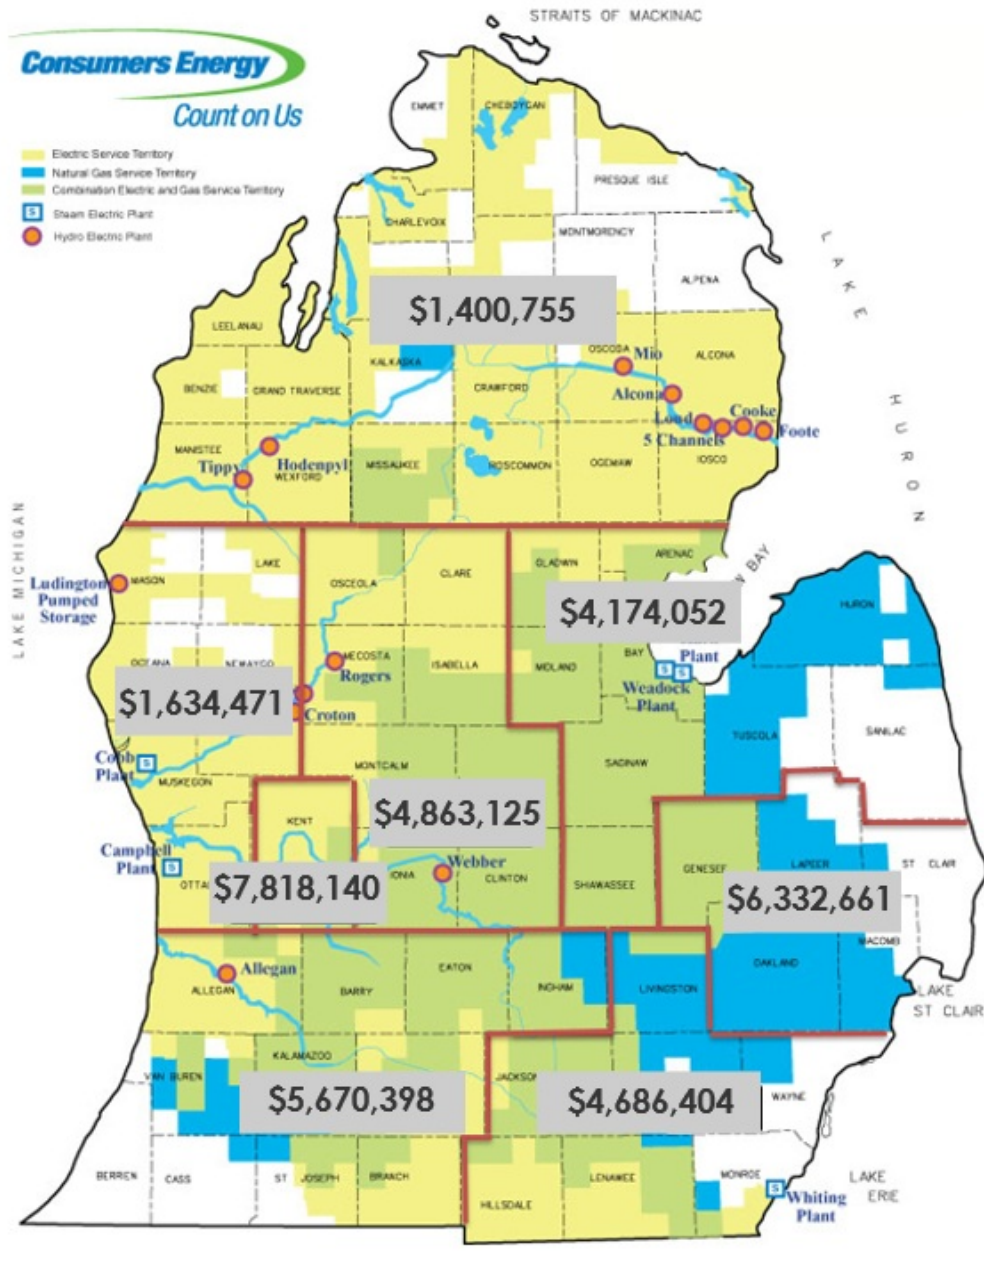 STRAITS OF MACKINAC
Consumers Energy
Count on Us
Electric Service Territory
Natural Gas Service Territory
Combination Electric and Gas Service Territory
S Steam Electric Plant
Hydro Electric Plant
EMMET
CHEBOYGAN
PRESQUE ISLE
CHARLEVOIX
MONTMORENCY
ALPENA
LAKE
HURON
$1,400,755
LEELANAU
KALKASKA
OSCODA
Mio
ALCONA
BENZIE
GRAND TRAVERSE
CRAWFORD
Alcona
Loud
Cooke
5 Channels
Foote
MANISTEE
Tippy
Hodenpyl
WEXFORD
MISSAUKEE
ROSCOMMON
OGEMAW
IOSCO
LAKE MICHIGAN
Ludington
Pumped
Storage
MASON
LAKE
OSCEOLA
CLARE
GLADWIN
ARENAC
BAY
HURON
$4,174,052
OCEANA
NEWAYGO
MECOSTA
Rogers
ISABELLA
MIDLAND
BAY
Plant
S S
Weadock
Plant
$1,634,471
Croton
TUSCOLA
SANILAC
Cobb
Plant
S
MUSKEGON
MONTCALM
SAGINAW
KENT
$4,863,125
Campbell
Plant
S
OTTA
$7,818,140
IONIA
Webber
CLINTON
SHIAWASSEE
GENESEE
LAPEER
ST CLAIR
$6,332,661
MACOMB
Allegan
ALLEGAN
BARRY
EATON
INGHAM
LIVINGSTON
OAKLAND
LAKE
ST CLAIR
KALAMAZOO
VAN BUREN
$5,670,398
JACKSON
$4,686,404
WAYNE
BERREN
CASS
ST JOSEPH
BRANCH
HILLSDALE
LENAWEE
MONROE
S
Whiting
Plant
LAKE
ERIE